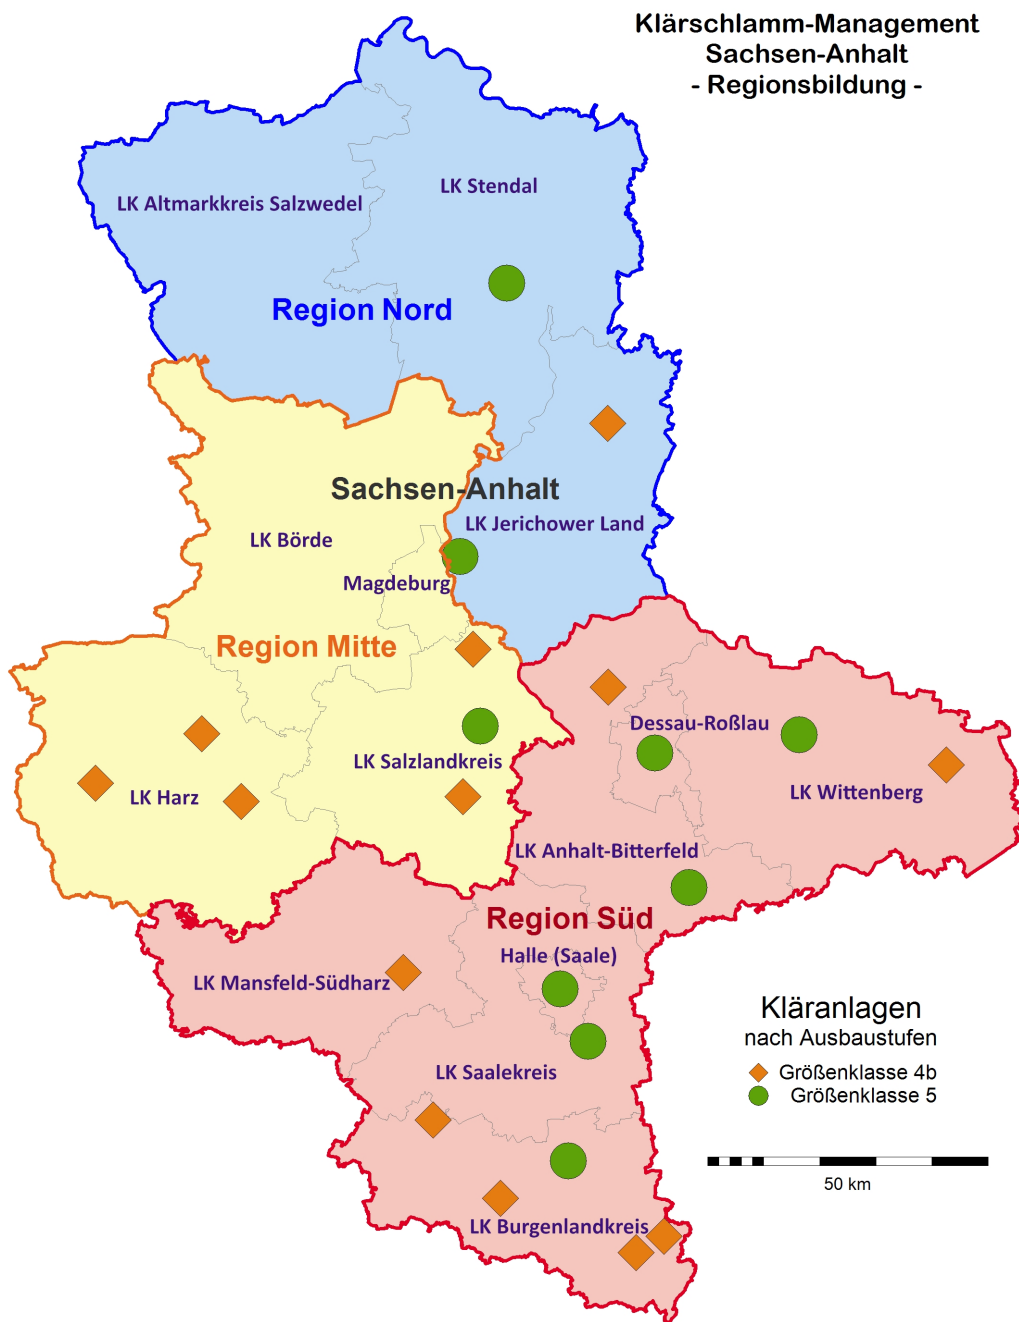 Klärschlamm-Management
Sachsen-Anhalt
- Regionsbildung -
LK Stendal
LK Altmarkkreis Salzwedel
Region Nord
Sachsen-Anhalt
LK Jerichower Land
LK Börde
Magdeburg
Region Mitte
Dessau-Roßlau
LK Salzlandkreis
LK Harz
LK Wittenberg
LK Anhalt-Bitterfeld
Region Süd
Halle (Saale)
LK Mansfeld-Südharz
LK Saalekreis
LK Burgenlandkreis
Kläranlagen
nach Ausbaustufen
Größenklasse 4b
Größenklasse 5
50 km